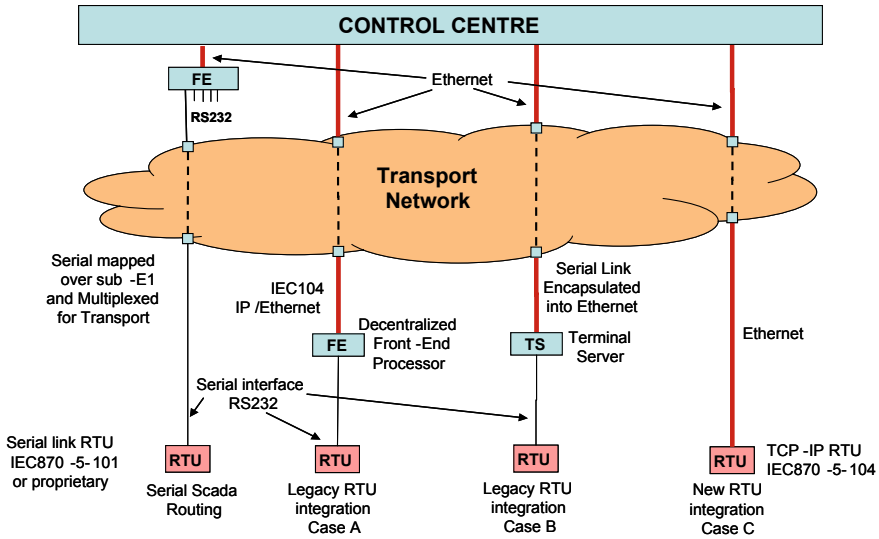 CONTROL CENTRE
FE
RS232
Ethernet
Transport
Network
Serial mapped
over sub -E1
and Multiplexed
for Transport
IEC104
IP /Ethernet
Serial Link
Encapsulated
into Ethernet
FE
Decentralized
Front -End
Processor
TS
Terminal
Server
Ethernet
Serial interface
RS232
Serial link RTU
IEC870 -5- 101
or proprietary
RTU
RTU
RTU
RTU
TCP -IP RTU
IEC870 -5- 104
Serial Scada
Routing
Legacy RTU
integration
Case A
Legacy RTU
integration
Case B
New RTU
integration
Case C